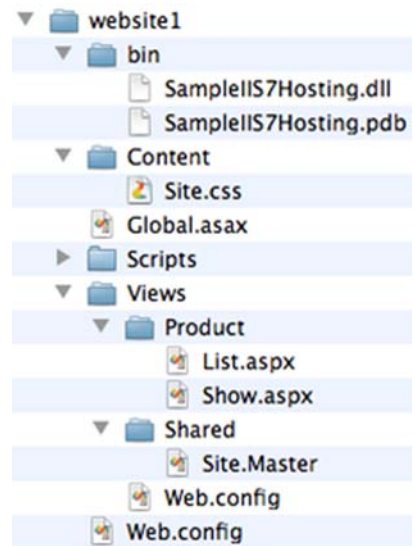 website1
bin
SampleIIS7Hosting.dll
SampleIIS7Hosting.pdb
Content
Site.css
Global.asax
Scripts
Views
Product
List.aspx
Show.aspx
Shared
Site.Master
Web.config
Web.config